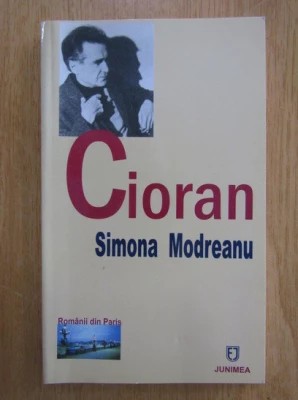 Cioran
Simona Modreanu
Românii din Paris
JUNIMEA